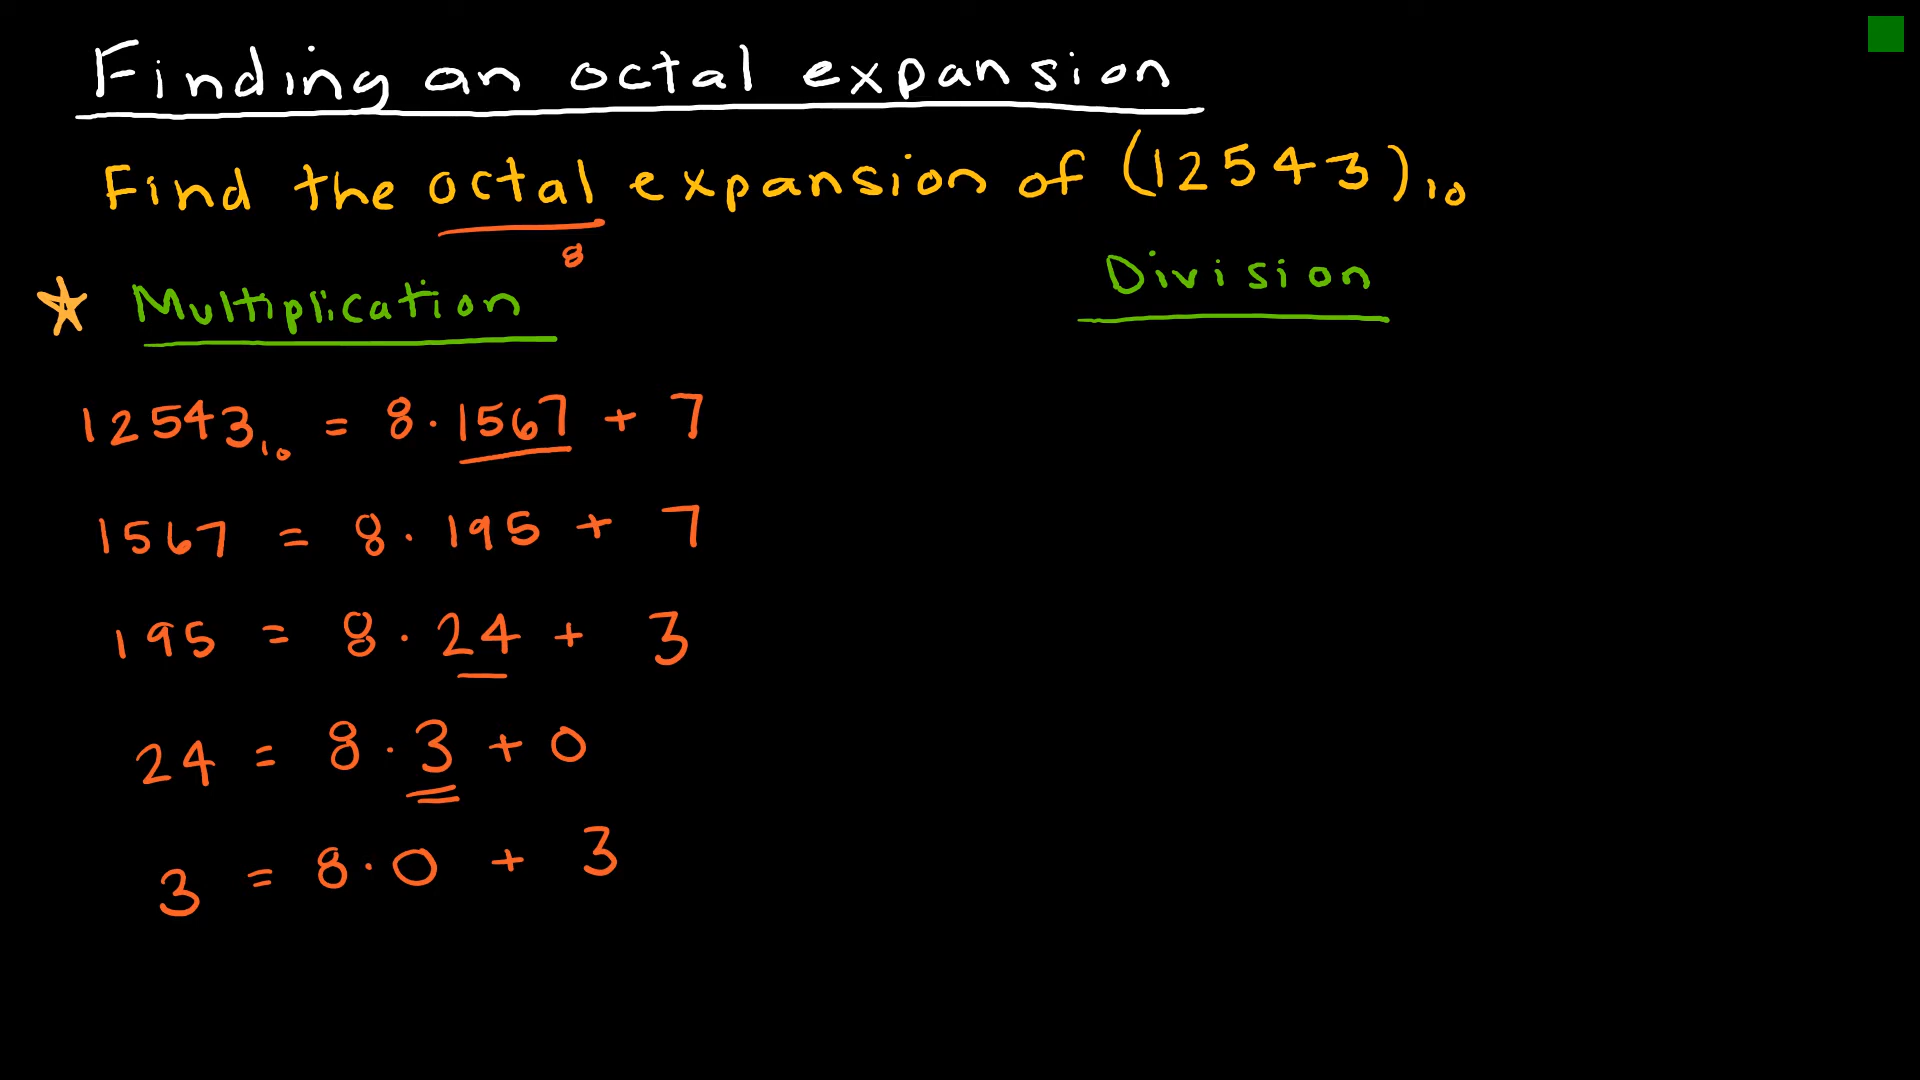 Finding an octal expansion
Find the octal expansion of (12543)₁₀
8
Multiplication
12543₁₀ = 8 · 1567 + 7
1567 = 8 · 195 + 7
195 = 8 · 24 + 3
24 = 8 · 3 + 0
3 = 8 · 0 + 3
Division